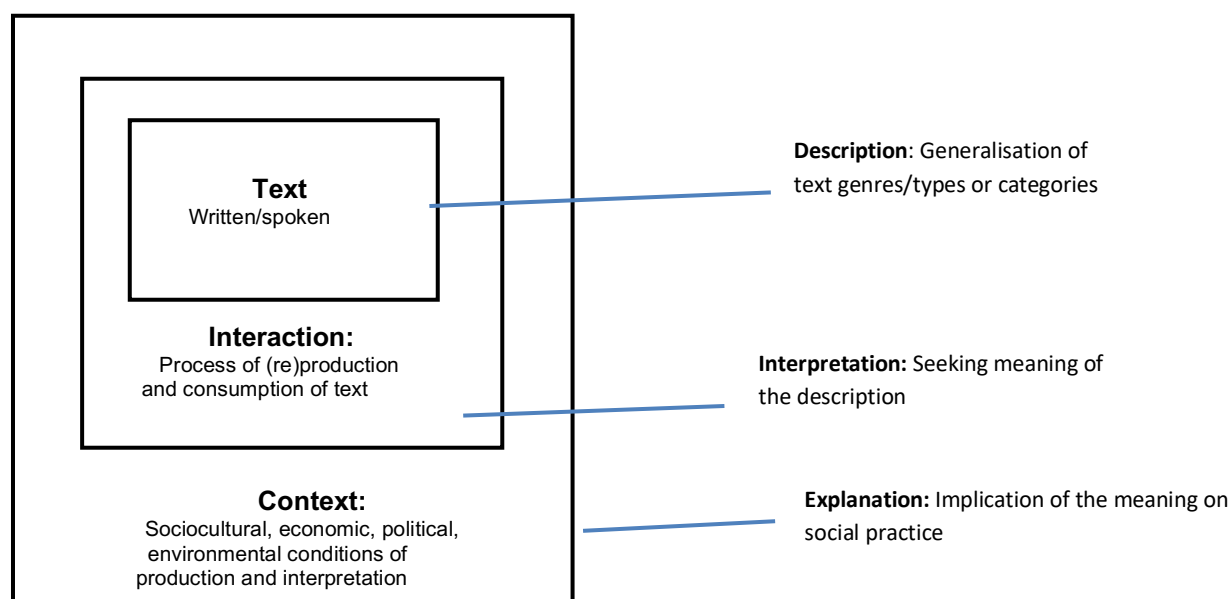 Text
Written/spoken
Interaction:
Process of (re)production
and consumption of text
Context:
Sociocultural, economic, political,
environmental conditions of
production and interpretation
Description: Generalisation of
text genres/types or categories
Interpretation: Seeking meaning of
the description
Explanation: Implication of the meaning on
social practice